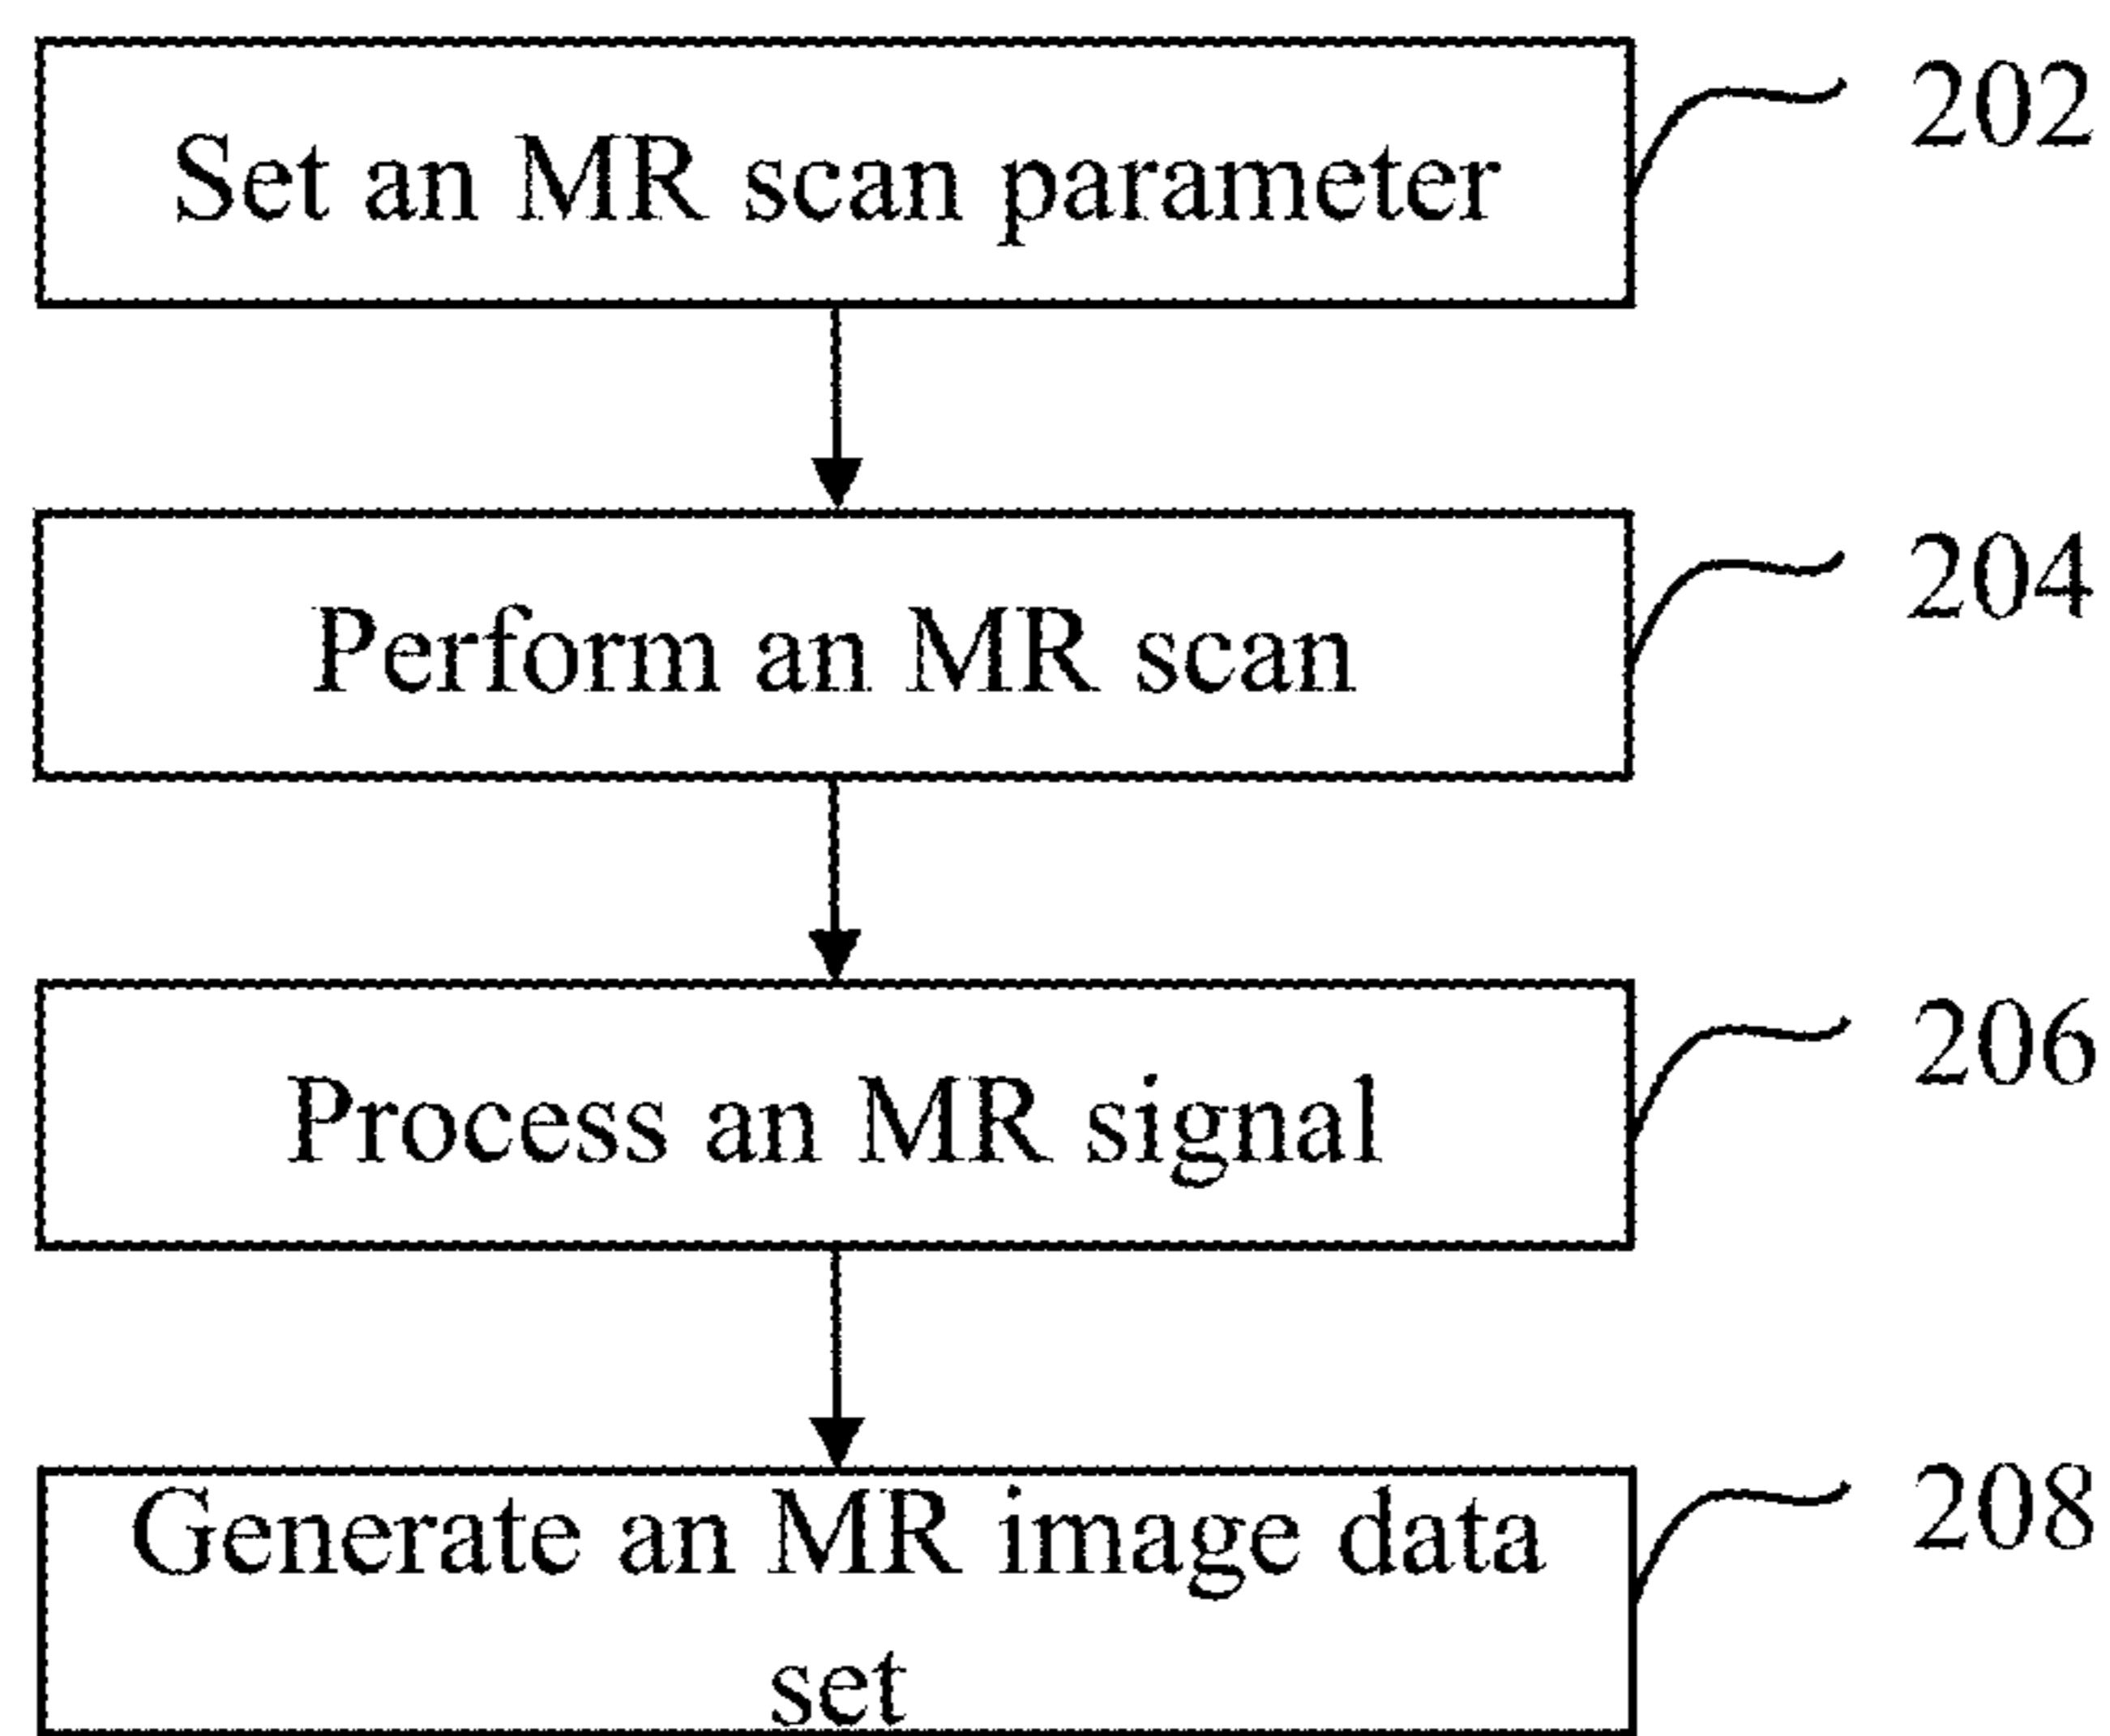 Set an MR scan parameter
202
Perform an MR scan
204
Process an MR signal
206
Generate an MR image data
set
208